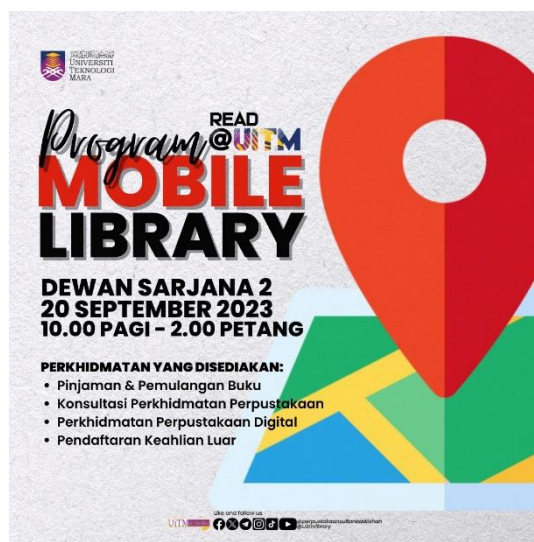 UNIVERSITI
TEKNOLOGI
MARA
READ
Program @UiTM
MOBILE
LIBRARY
DEWAN SARJANA 2
20 SEPTEMBER 2023
10.00 PAGI – 2.00 PETANG
PERKHIDMATAN YANG DISEDIAKAN:
• Pinjaman & Pemulangan Buku
• Konsultasi Perkhidmatan Perpustakaan
• Perkhidmatan Perpustakaan Digital
• Pendaftaran Keahlian Luar
Like and follow us
UiTM
@uitmlibrary